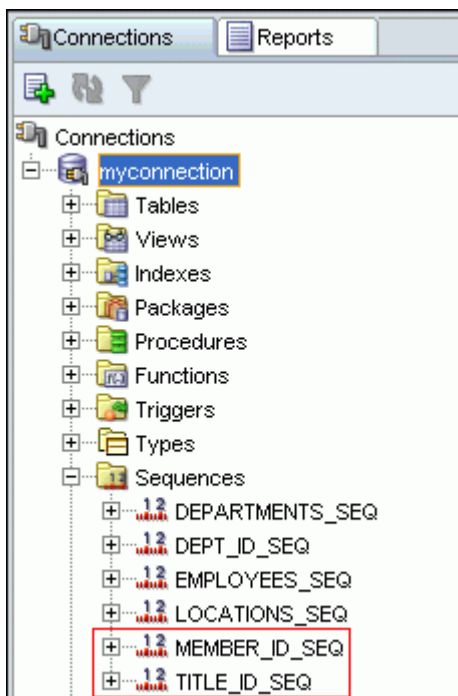 Connections Reports
Connections
myconnection
Tables
Views
Indexes
Packages
Procedures
Functions
Triggers
Types
Sequences
DEPARTMENTS_SEQ
DEPT_ID_SEQ
EMPLOYEES_SEQ
LOCATIONS_SEQ
MEMBER_ID_SEQ
TITLE_ID_SEQ